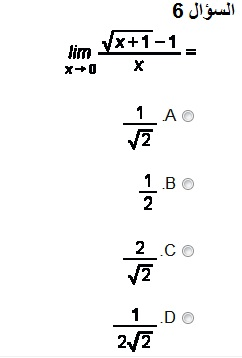 السؤال 6
lim x→0 (√(x+1) −1)/x =
1/√2 .A
1/2 .B
2/√2 .C
1/(2√2) .D